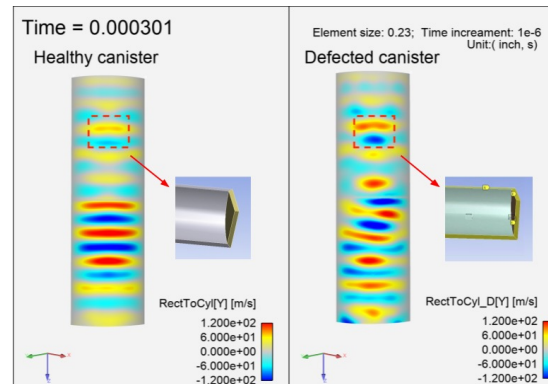 Time = 0.000301
Healthy canister
RectToCyl[Y] [m/s]
1.200e+02
6.000e+01
0.000e+00
-6.000e+01
-1.200e+02
Element size: 0.23; Time increament: 1e-6
Unit:( inch, s)
Defected canister
RectToCyl_D[Y] [m/s]
1.200e+02
6.000e+01
0.000e+00
-6.000e+01
-1.200e+02